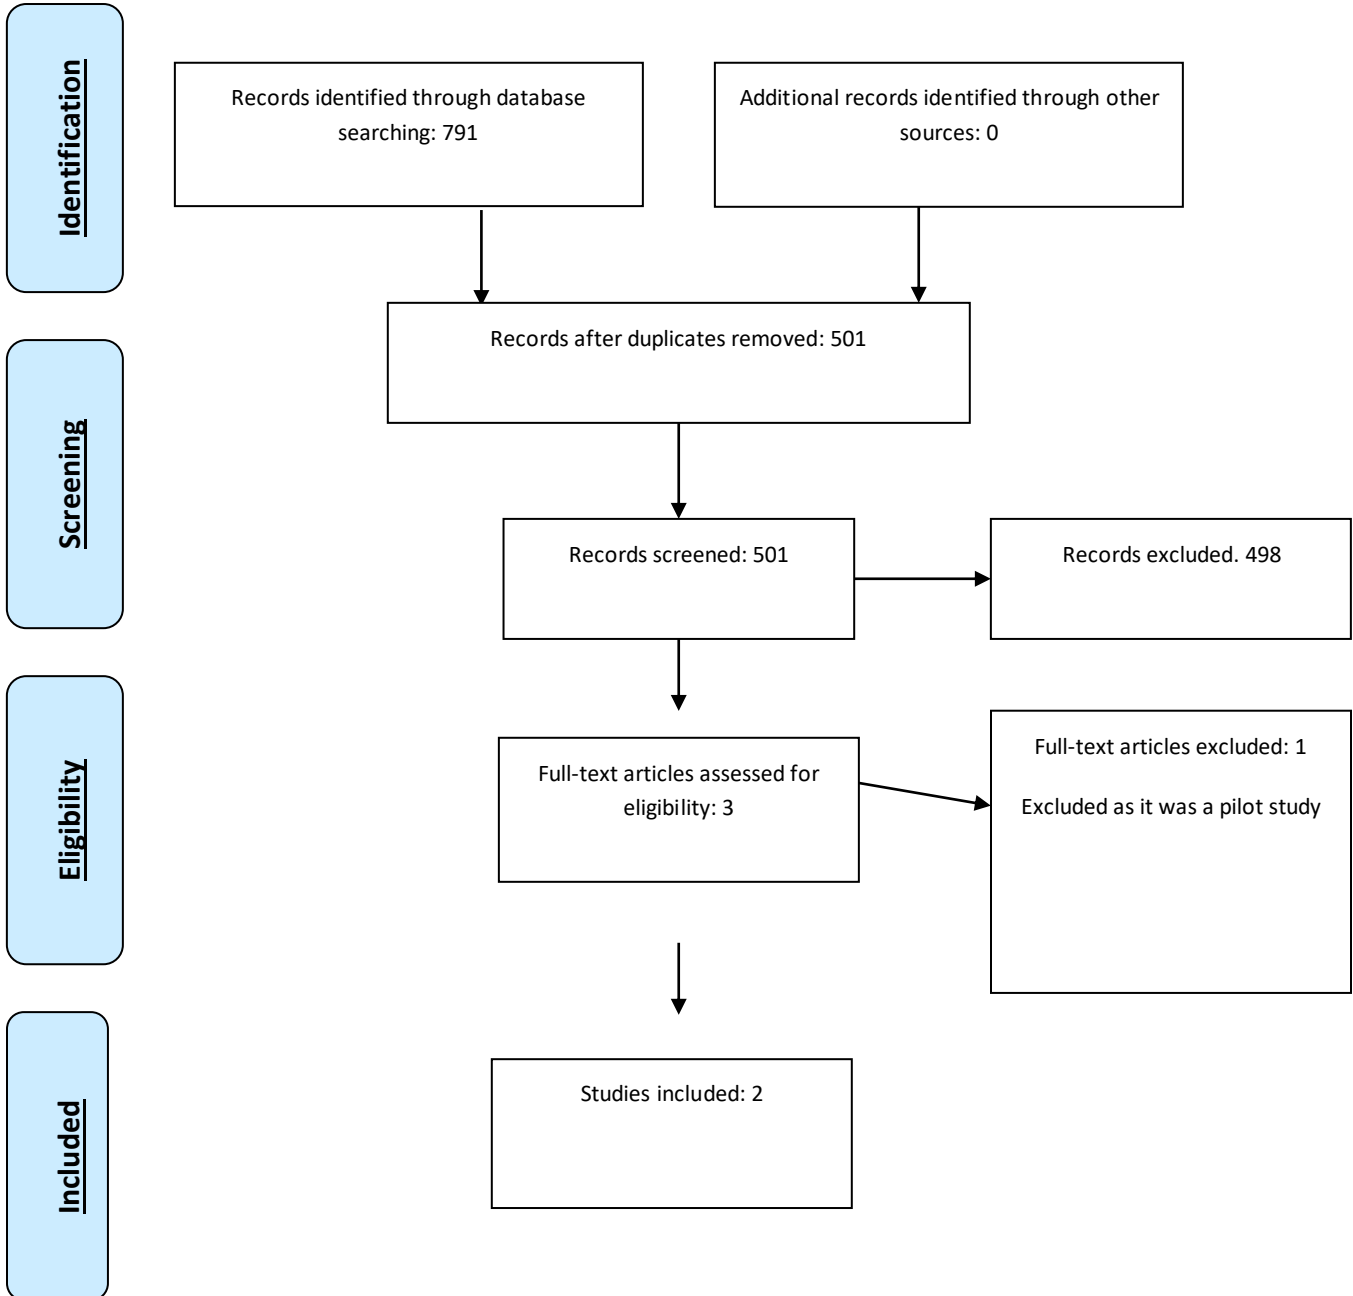 Identification
Records identified through database
searching: 791
Additional records identified through other
sources: 0
Records after duplicates removed: 501
Screening
Records screened: 501
Records excluded. 498
Eligibility
Full-text articles assessed for
eligibility: 3
Full-text articles excluded: 1
Excluded as it was a pilot study
Included
Studies included: 2